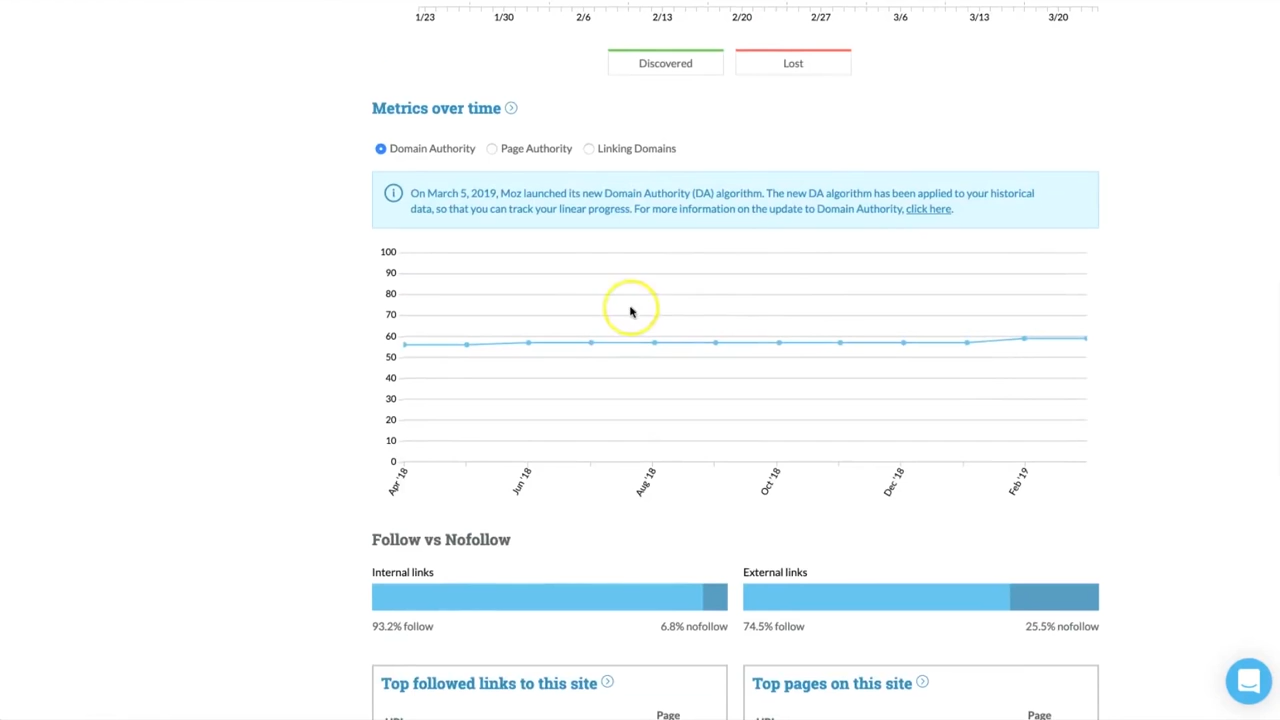 1/23 1/30 2/6 2/13 2/20 2/27 3/6 3/13 3/20
Discovered Lost
Metrics over time
Domain Authority Page Authority Linking Domains
On March 5, 2019, Moz launched its new Domain Authority (DA) algorithm. The new DA algorithm has been applied to your historical
data, so that you can track your linear progress. For more information on the update to Domain Authority, click here.
100
90
80
70
60
50
40
30
20
10
0
Apr '18 Jun '18 Aug '18 Oct '18 Dec '18 Feb '19
Follow vs Nofollow
Internal links External links
93.2% follow 6.8% nofollow 74.5% follow 25.5% nofollow
Top followed links to this site Top pages on this site
Page Page